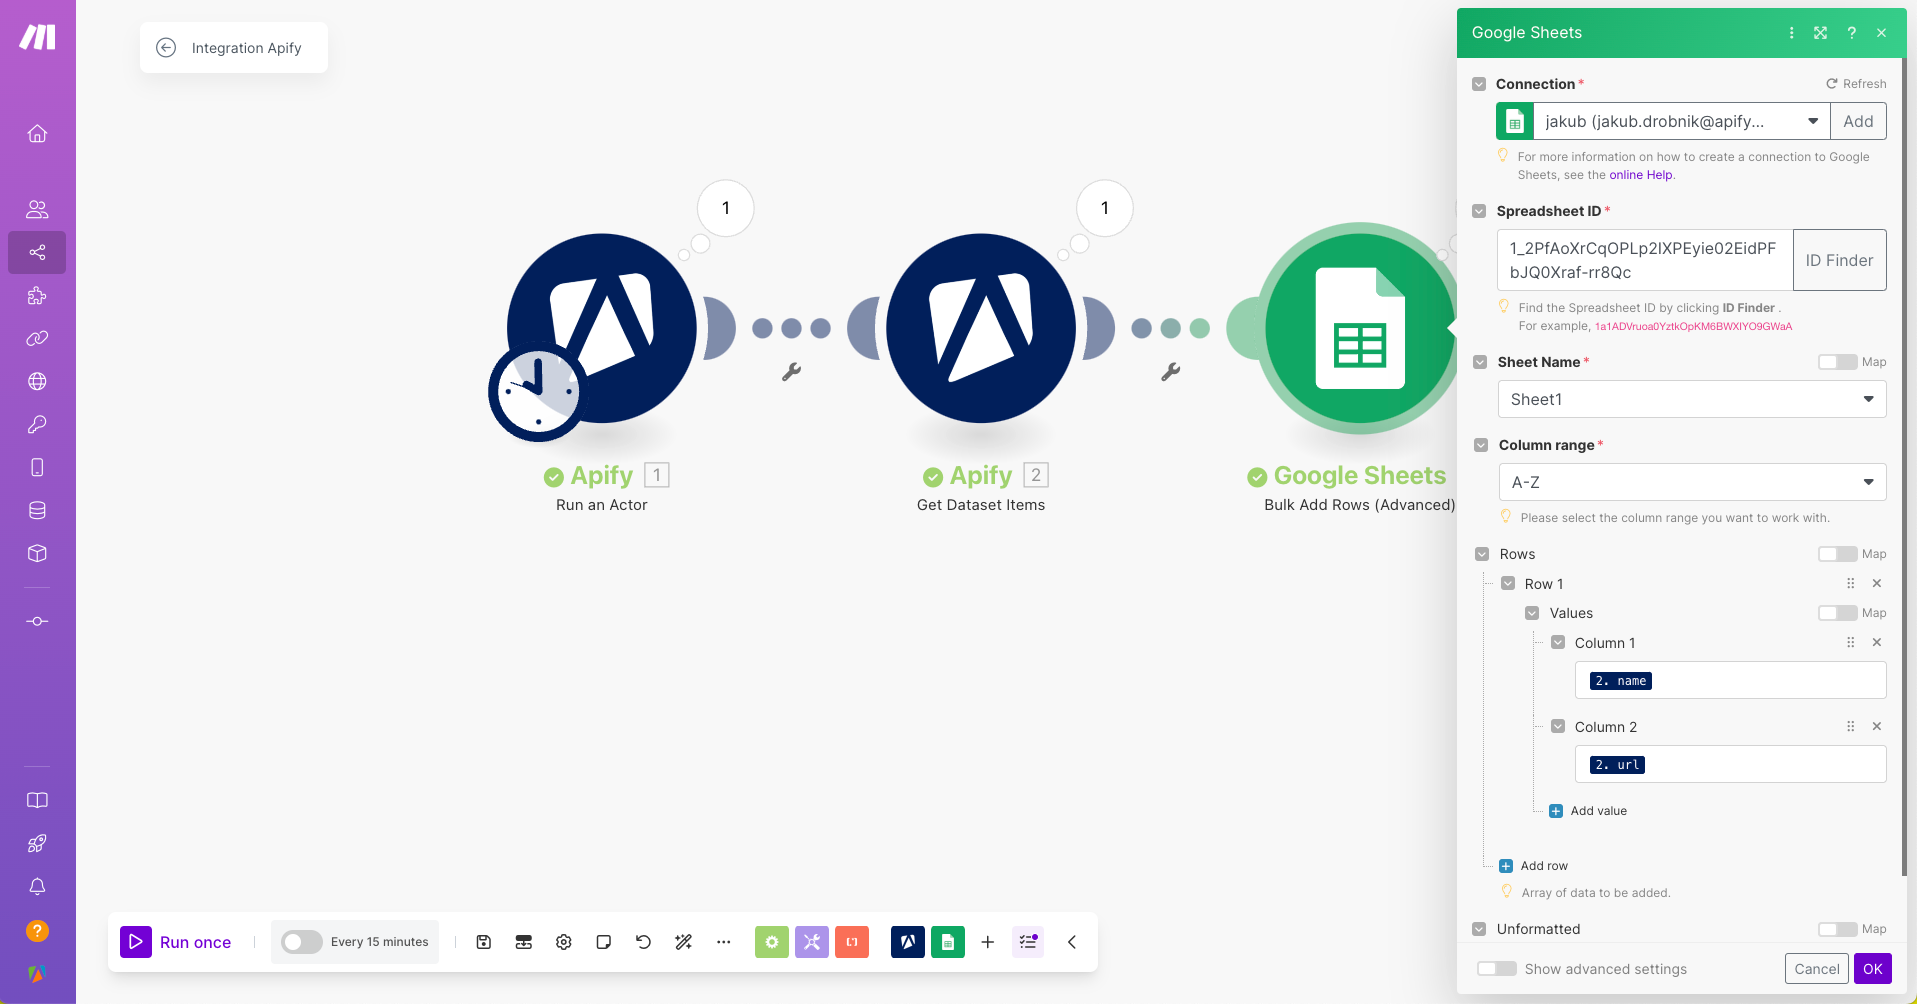 Integration Apify
1
1
Apify 1
Run an Actor
Apify 2
Get Dataset Items
Google Sheets
Bulk Add Rows (Advanced)
Run once
Every 15 minutes
Google Sheets
?
Connection *
Refresh
jakub (jakub.drobnik@apify...
Add
For more information on how to create a connection to Google
Sheets, see the online Help.
Spreadsheet ID *
1_2PfAoXrCqOPLp2IXPEyie02EidPF
bJQ0Xraf-rr8Qc
ID Finder
Find the Spreadsheet ID by clicking ID Finder .
For example, 1a1ADVruoa0YztkOpKM6BWXIYO9GWaA
Sheet Name *
Map
Sheet1
Column range *
A-Z
Please select the column range you want to work with.
Rows
Map
Row 1
Values
Map
Column 1
2. name
Column 2
2. url
Add value
Add row
Array of data to be added.
Unformatted
Map
Show advanced settings
Cancel
OK
?